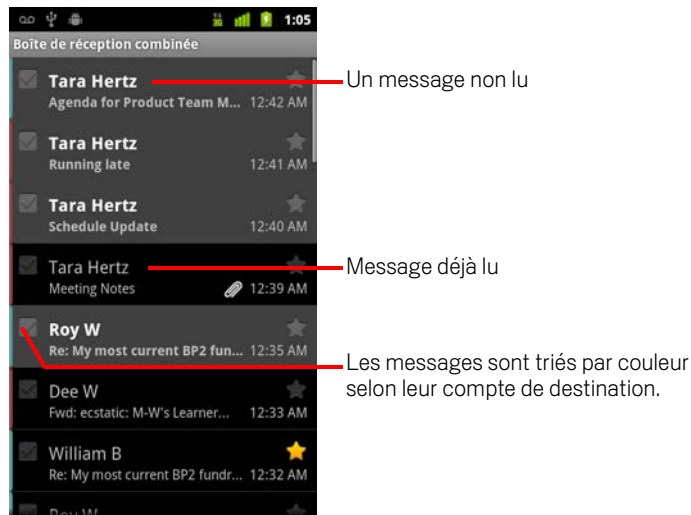 1:05
Boîte de réception combinée
Tara Hertz
Agenda for Product Team M... 12:42 AM
Un message non lu
Tara Hertz
Running late 12:41 AM
Tara Hertz
Schedule Update 12:40 AM
Tara Hertz
Meeting Notes 12:39 AM
Message déjà lu
Roy W
Re: My most current BP2 fun... 12:35 AM
Les messages sont triés par couleur
selon leur compte de destination.
Dee W
Fwd: ecstatic: M-W's Learner... 12:33 AM
William B
Re: My most current BP2 fundr... 12:32 AM
Roy W